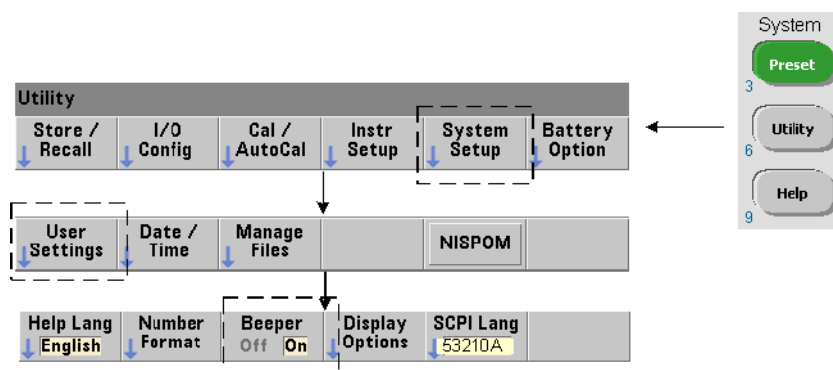 System
Preset
3
Utility
6
Help
9
Utility
Store / Recall
I/O Config
Cal / AutoCal
Instr Setup
System Setup
Battery Option
User Settings
Date / Time
Manage Files
NISPOM
Help Lang English
Number Format
Beeper Off On
Display Options
SCPI Lang 53210A